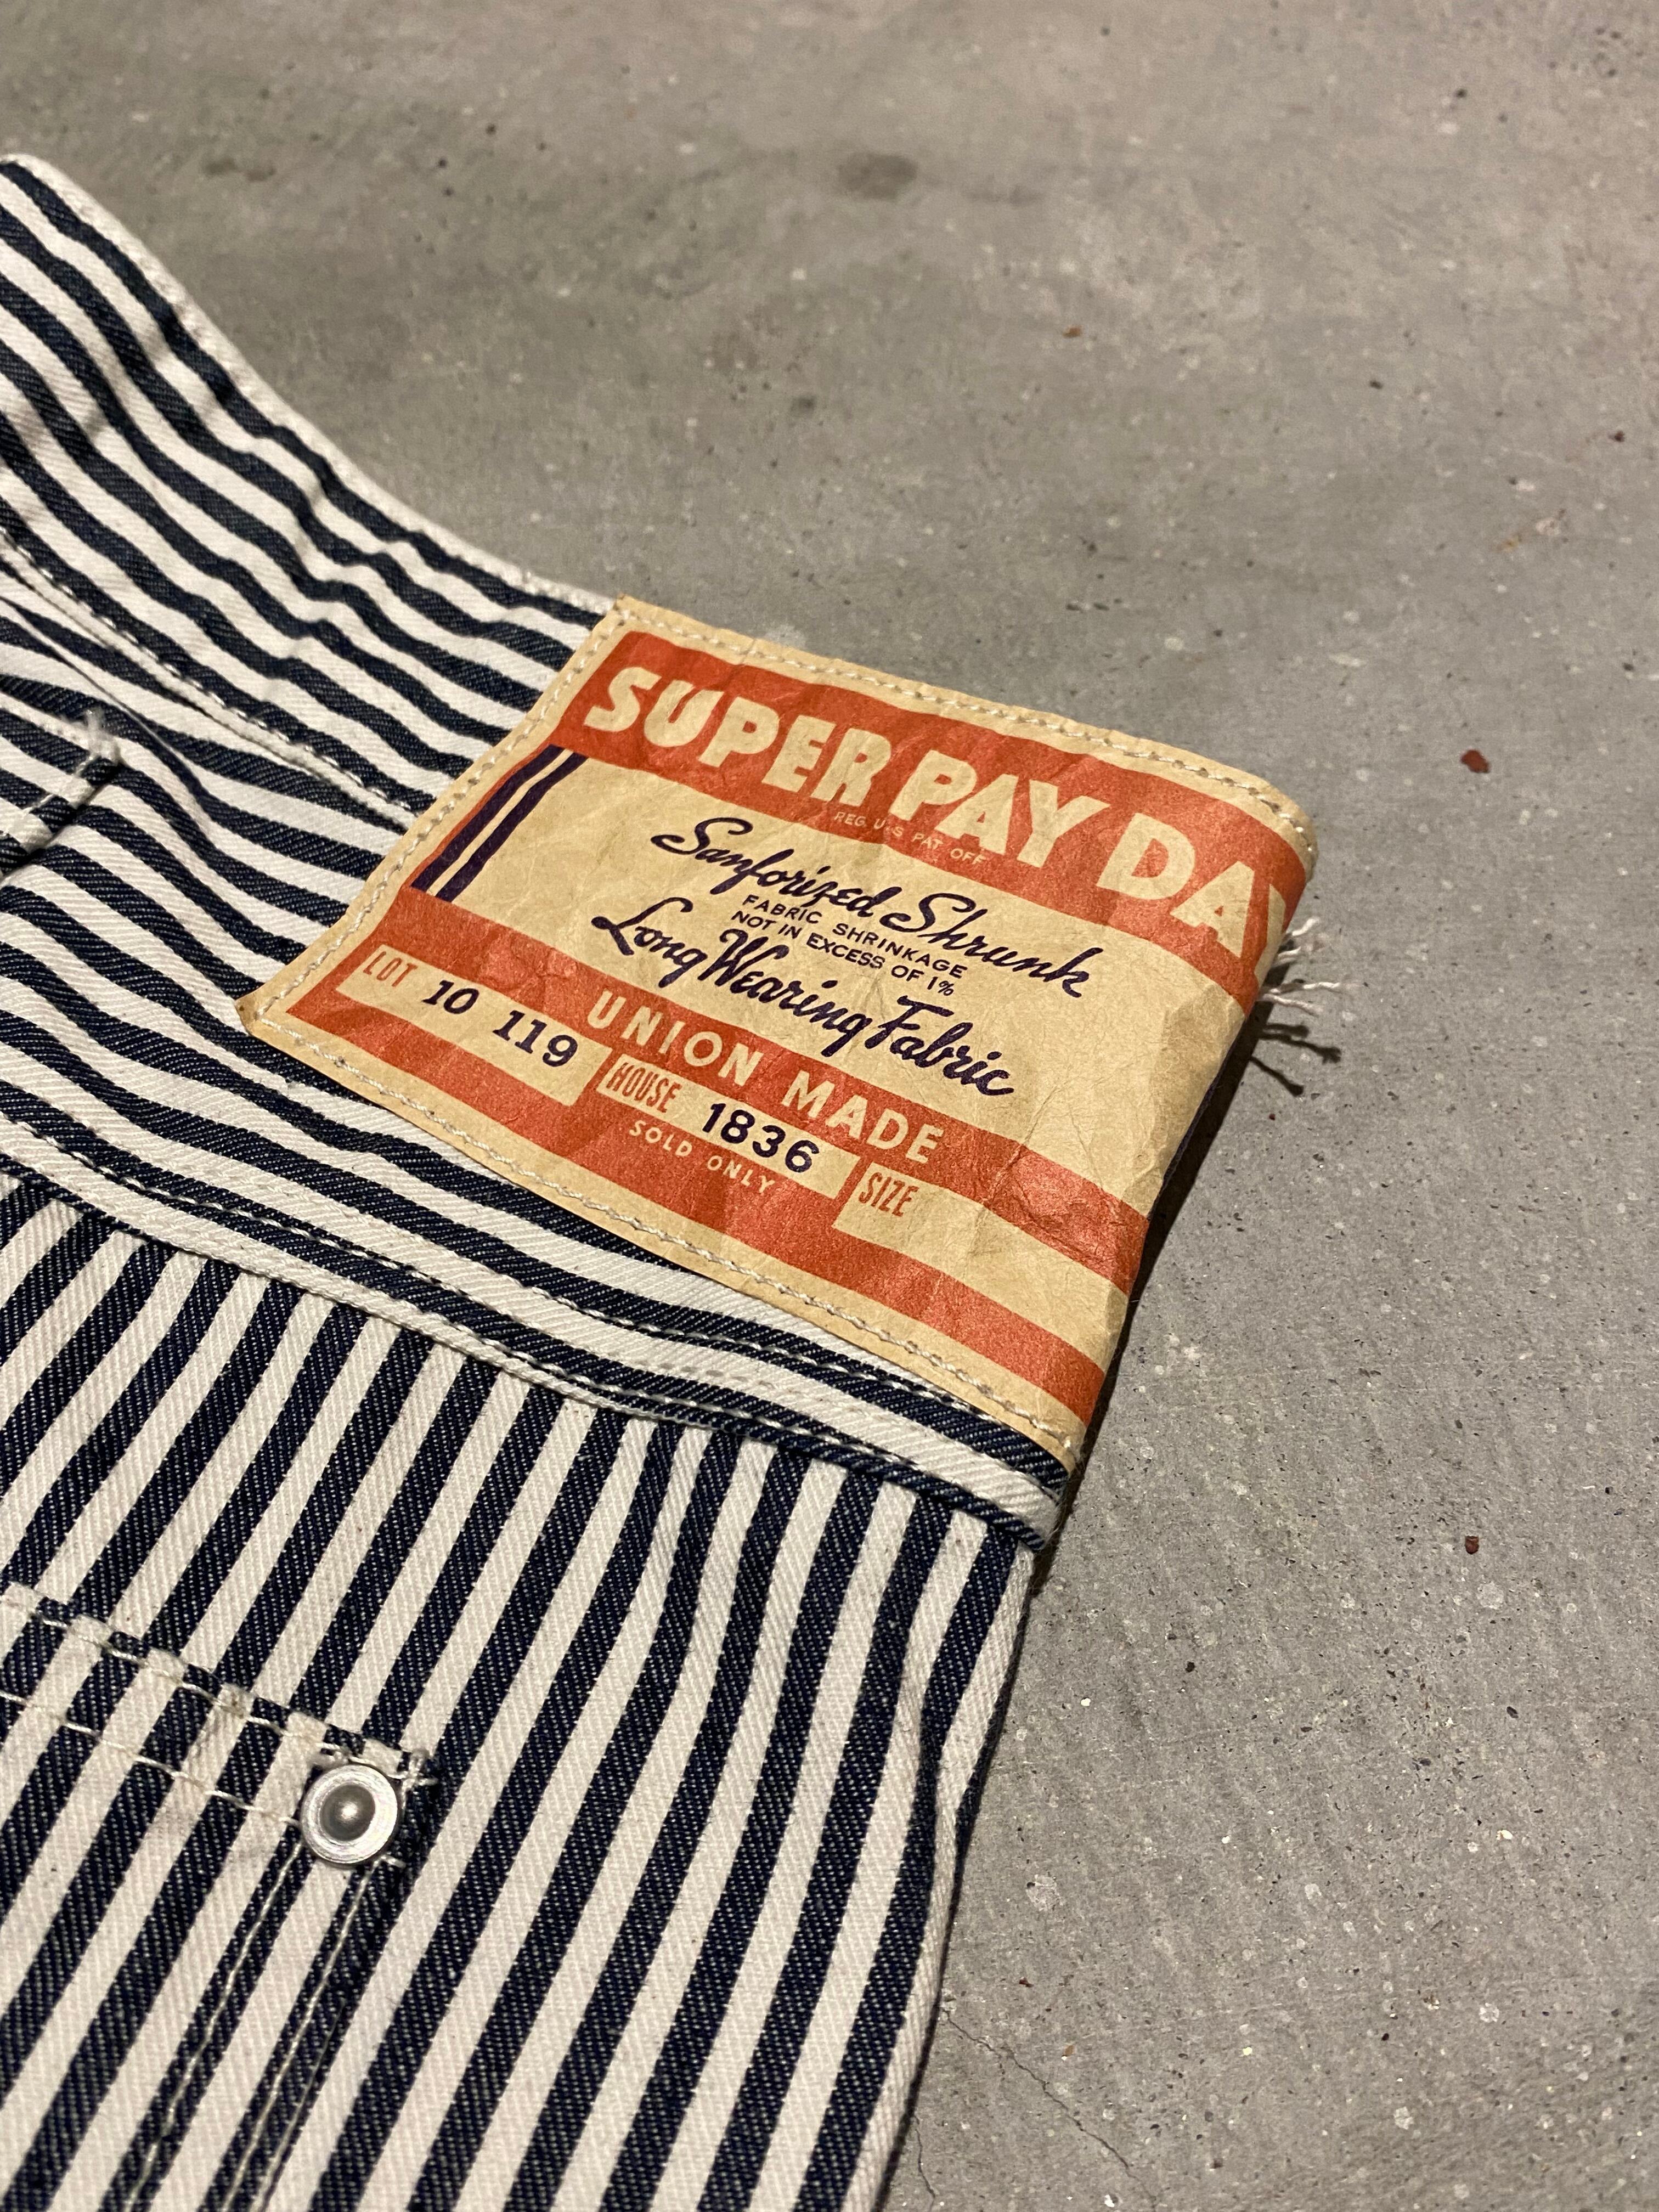 SUPER PAY DAY
REG. U.S. PAT. OFF.
Sanforized Shrunk
FABRIC SHRINKAGE
NOT IN EXCESS OF 1%
Long Wearing Fabric
UNION MADE
LOT 10 119 HOUSE 1836 SIZE
SOLD ONLY